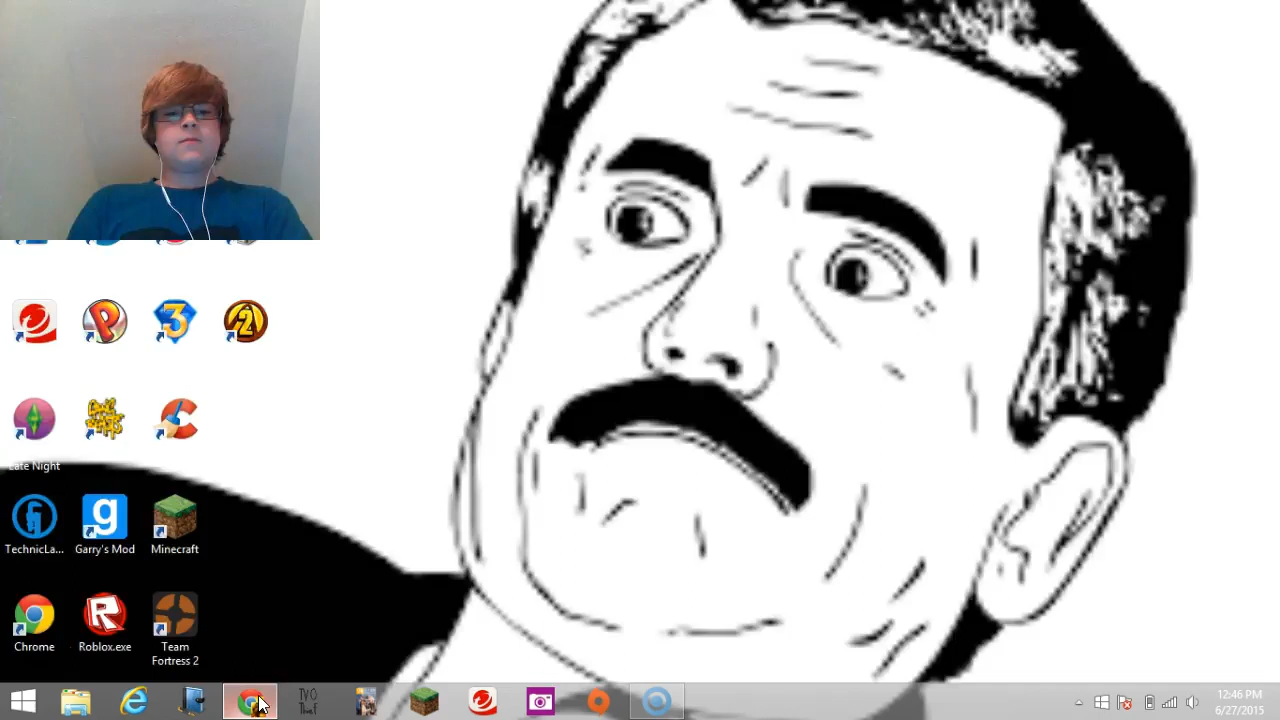 Late Night
TechnicLa...
Garry's Mod
Minecraft
Chrome
Roblox.exe
Team
Fortress 2
12:46 PM
6/27/2015